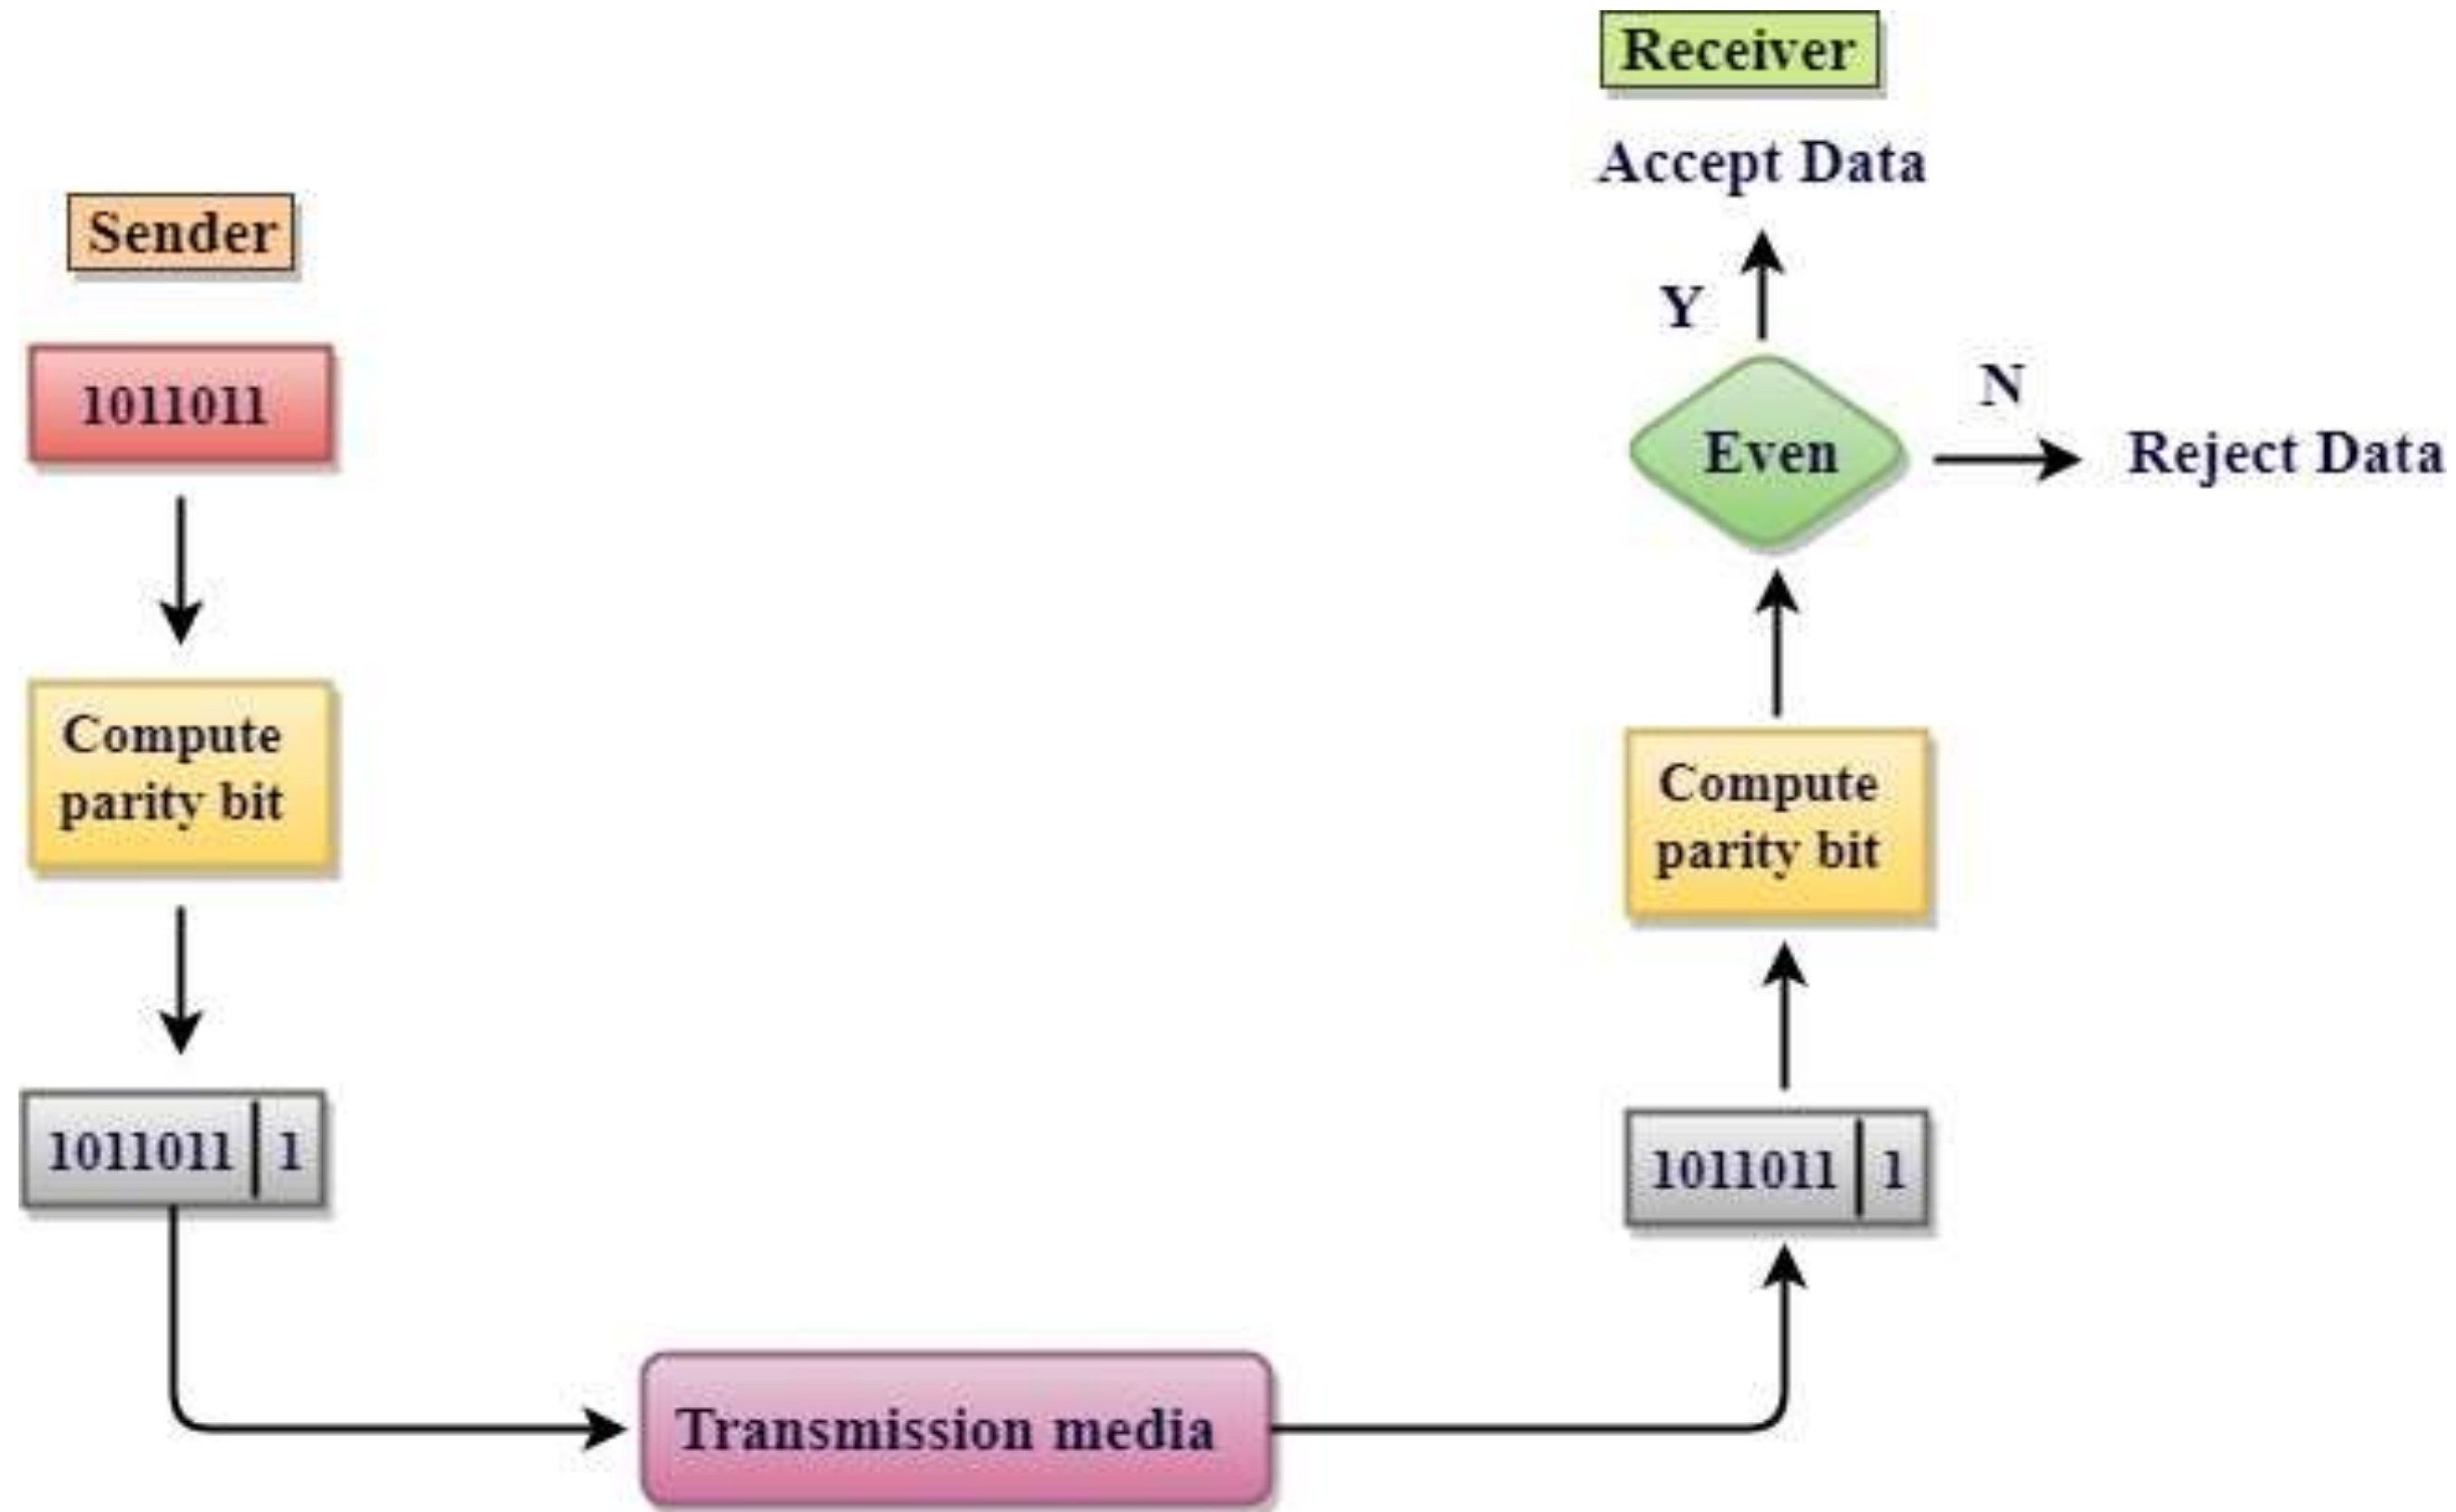 Sender
1011011
Compute
parity bit
1011011 | 1
Transmission media
Receiver
Accept Data
Y
N
Even
Reject Data
Compute
parity bit
1011011 | 1